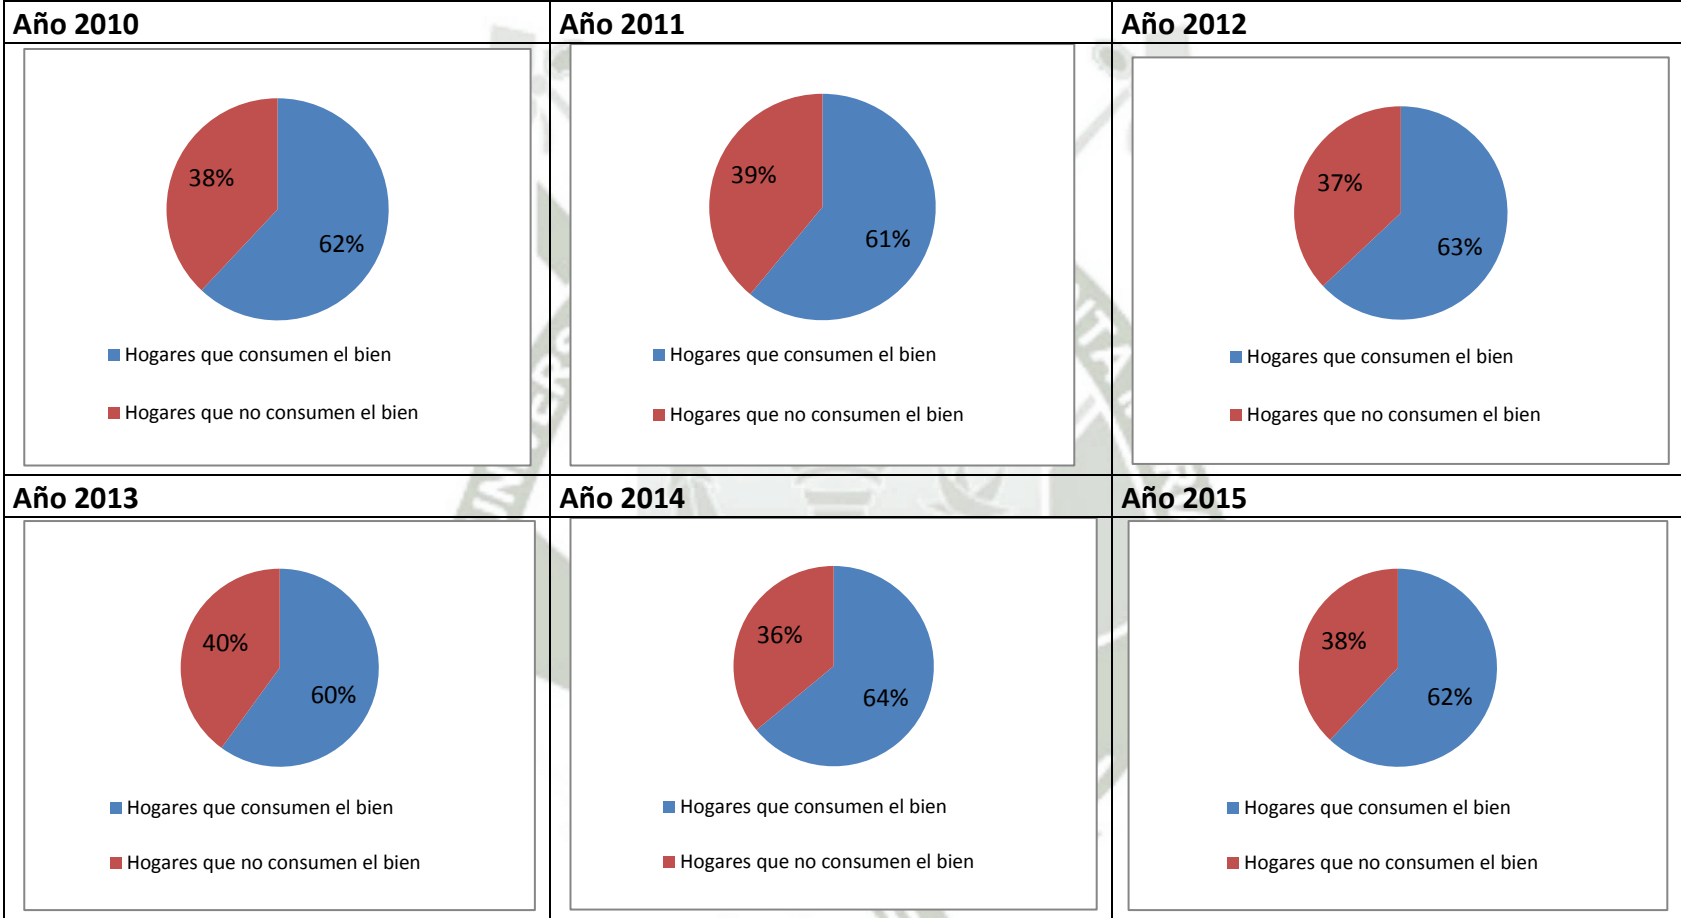 Año 2010
38%
62%
Hogares que consumen el bien
Hogares que no consumen el bien
Año 2011
39%
61%
Hogares que consumen el bien
Hogares que no consumen el bien
Año 2012
37%
63%
Hogares que consumen el bien
Hogares que no consumen el bien
Año 2013
40%
60%
Hogares que consumen el bien
Hogares que no consumen el bien
Año 2014
36%
64%
Hogares que consumen el bien
Hogares que no consumen el bien
Año 2015
38%
62%
Hogares que consumen el bien
Hogares que no consumen el bien